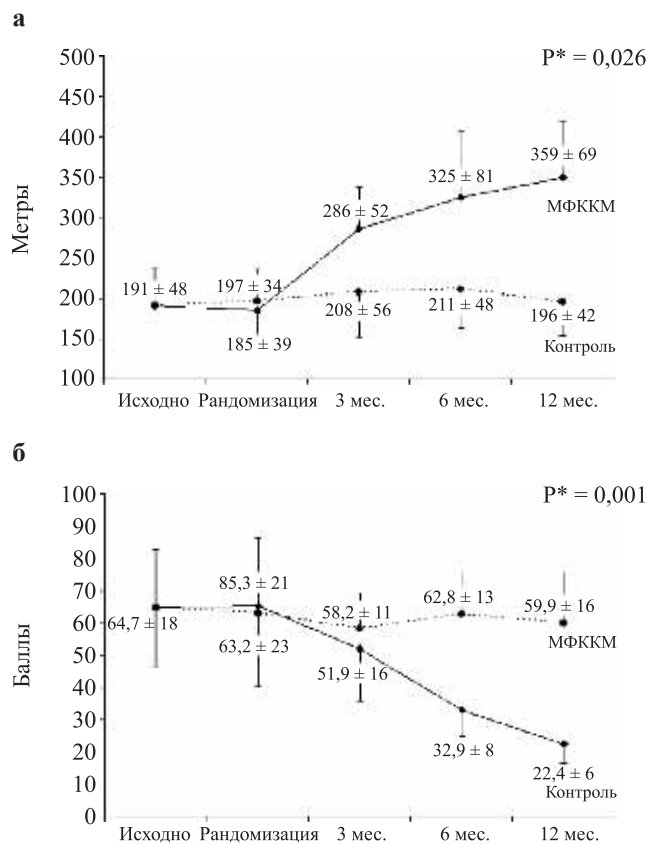 а
500
450
400
350
300
250
200
150
100
Метры
P* = 0,026
191 ± 48
197 ± 34
185 ± 39
286 ± 52
208 ± 56
325 ± 81
211 ± 48
359 ± 69
МФККМ
196 ± 42
Контроль
Исходно Рандомизация 3 мес. 6 мес. 12 мес.
б
100
90
80
70
60
50
40
30
20
10
0
Баллы
P* = 0,001
64,7 ± 18
85,3 ± 21
63,2 ± 23
58,2 ± 11
51,9 ± 16
62,8 ± 13
32,9 ± 8
59,9 ± 16
МФККМ
22,4 ± 6
Контроль
Исходно Рандомизация 3 мес. 6 мес. 12 мес.